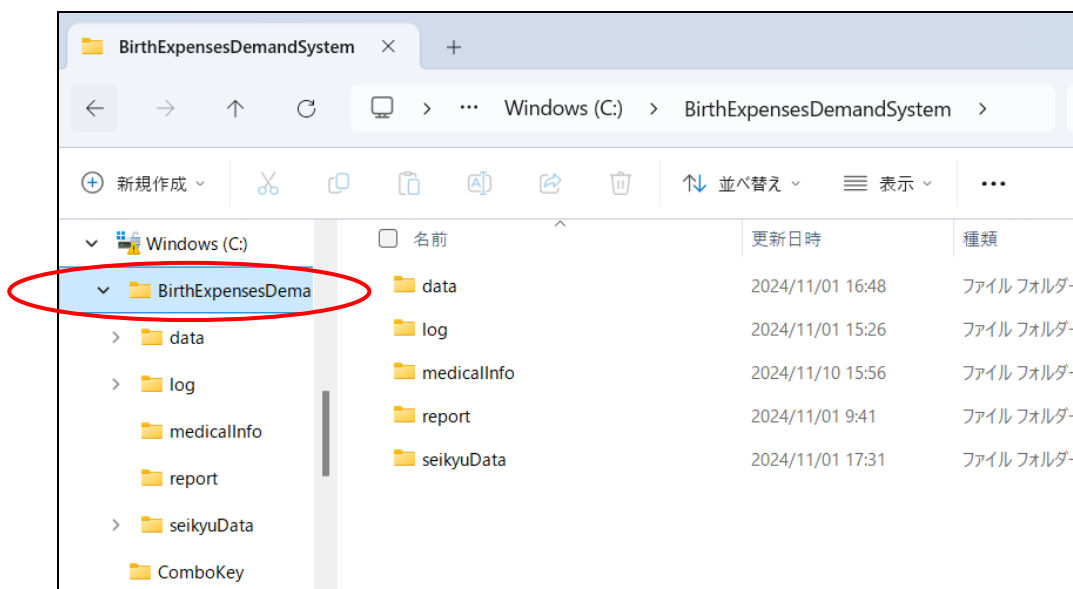 BirthExpensesDemandSystem
Windows (C:) BirthExpensesDemandSystem
新規作成 並べ替え 表示
Windows (C:)
BirthExpensesDema
data
log
medicalInfo
report
seikyuData
ComboKey
名前 更新日時 種類
data 2024/11/01 16:48 ファイル フォルダー
log 2024/11/01 15:26 ファイル フォルダー
medicalInfo 2024/11/10 15:56 ファイル フォルダー
report 2024/11/01 9:41 ファイル フォルダー
seikyuData 2024/11/01 17:31 ファイル フォルダー